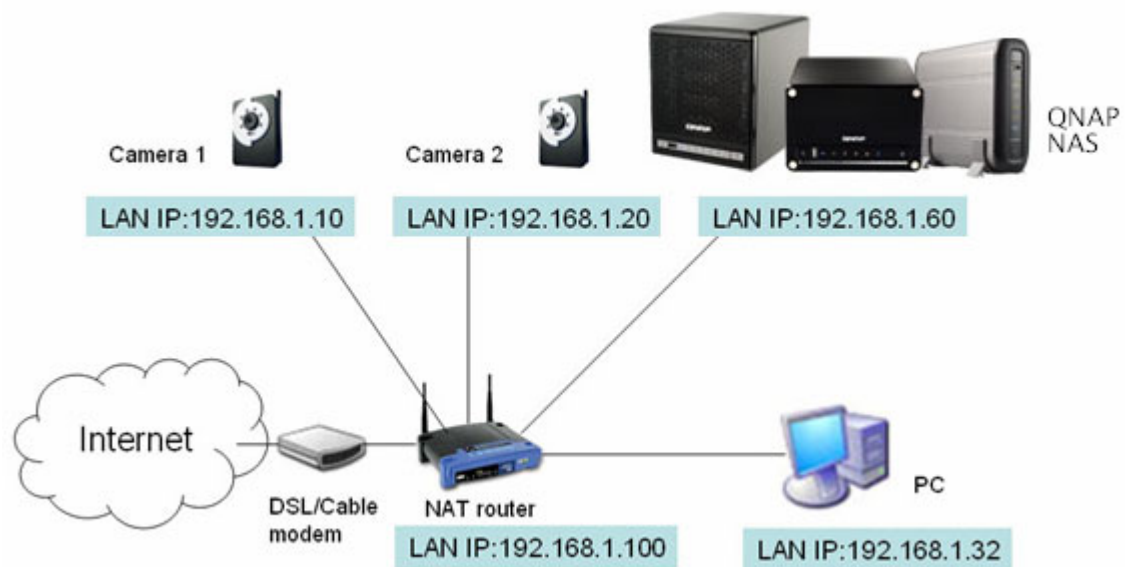 QNAP
NAS
Camera 1
Camera 2
LAN IP:192.168.1.10
LAN IP:192.168.1.20
LAN IP:192.168.1.60
Internet
DSL/Cable
modem
NAT router
PC
LAN IP:192.168.1.100
LAN IP:192.168.1.32